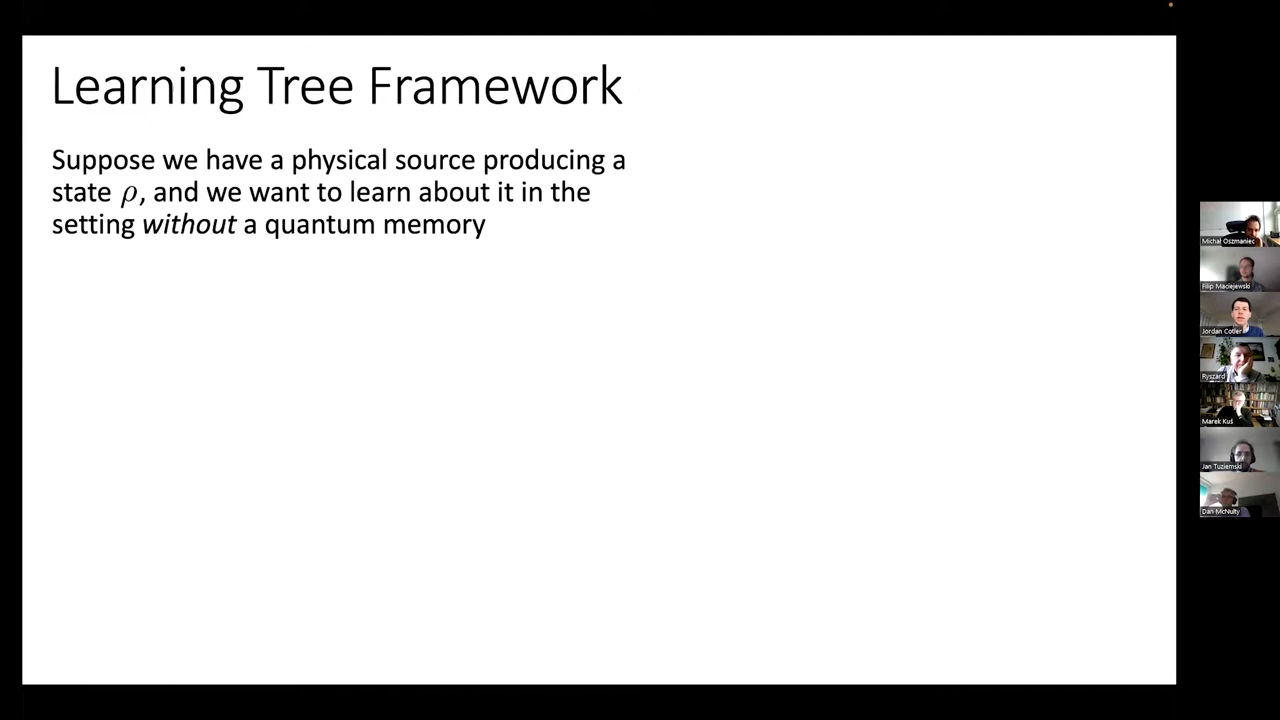 Learning Tree Framework
Suppose we have a physical source producing a
state ρ, and we want to learn about it in the
setting without a quantum memory
Michał Oszmaniec
Filip Maciejewski
Jordan Cotler
Ryszard
Marek Kuś
Jan Tuziemski
Dan McNulty